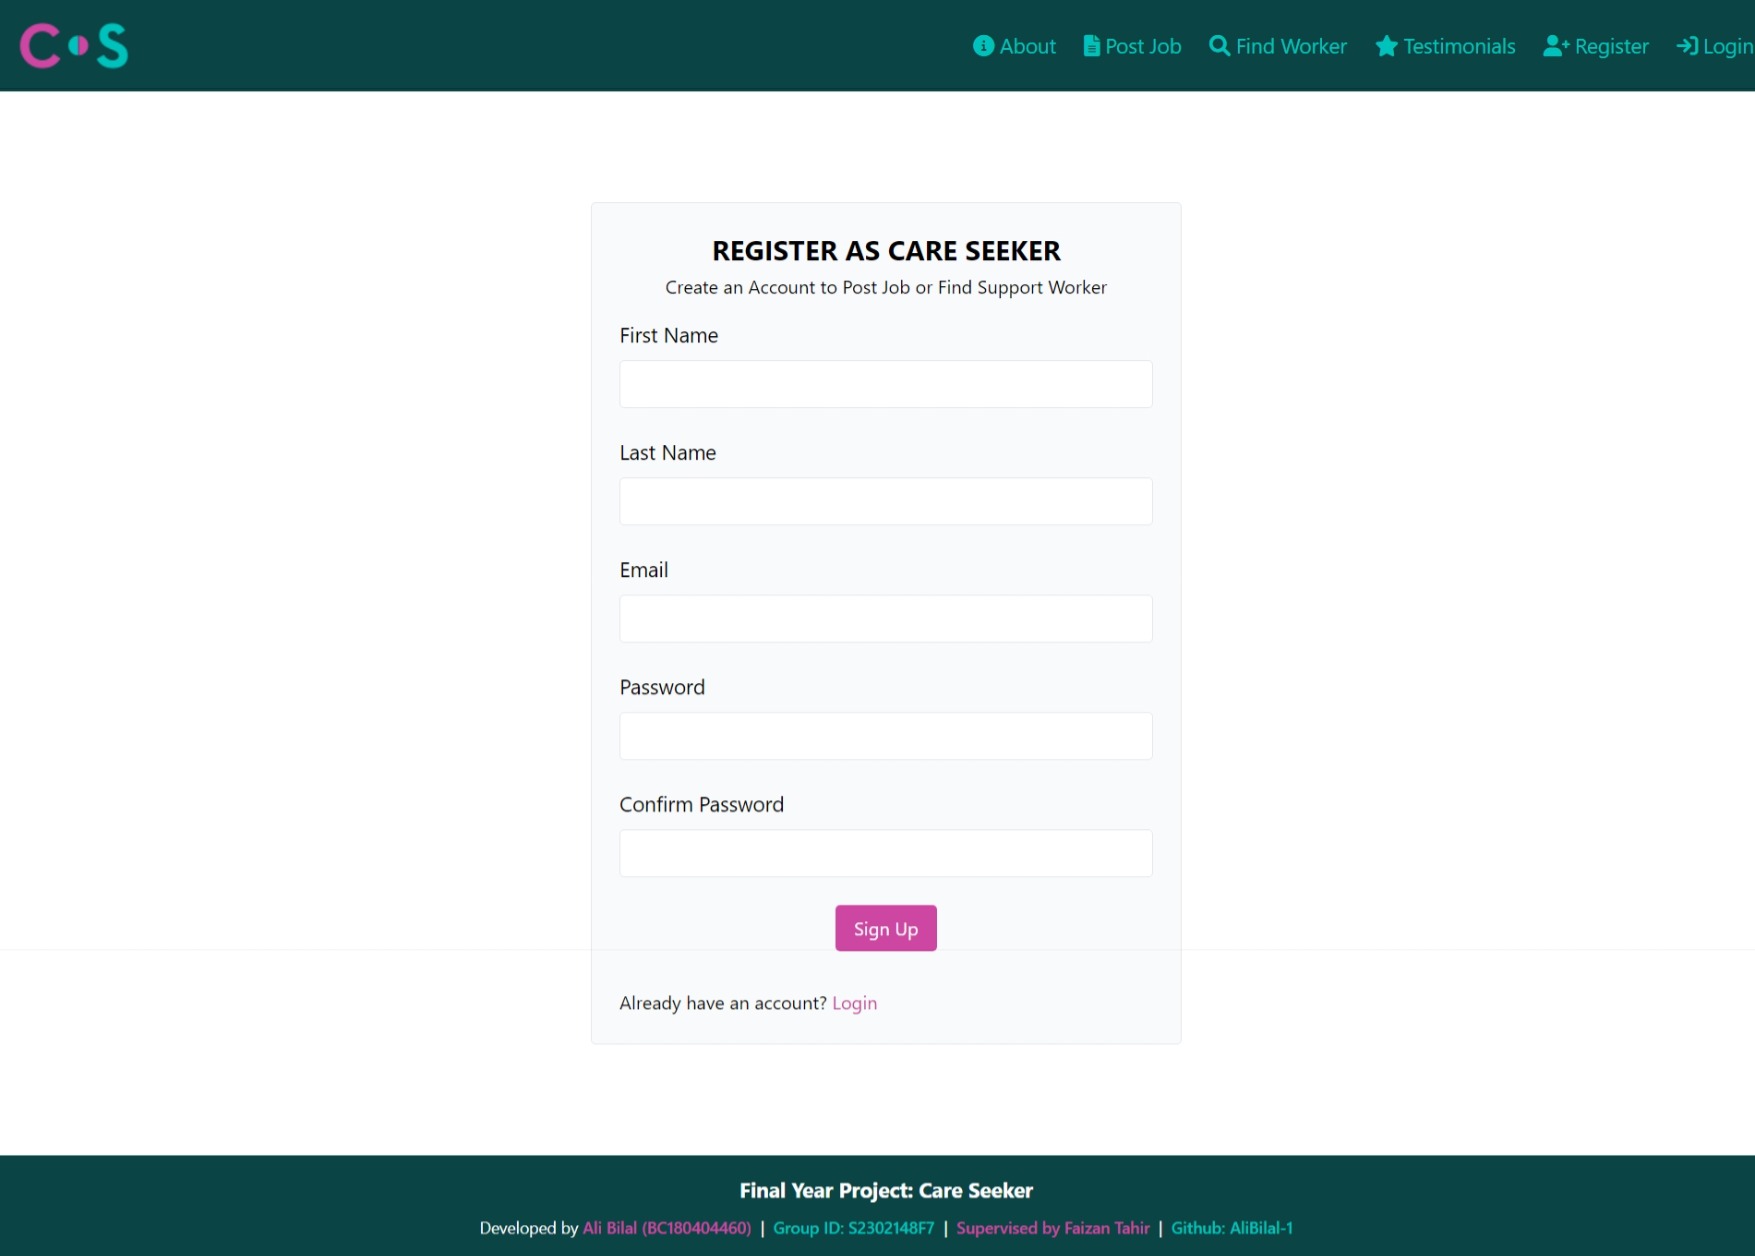 C S
About Post Job Find Worker Testimonials Register Login
REGISTER AS CARE SEEKER
Create an Account to Post Job or Find Support Worker
First Name
Last Name
Email
Password
Confirm Password
Sign Up
Already have an account? Login
Final Year Project: Care Seeker
Developed by Ali Bilal (BC180404460) | Group ID: S2302148F7 | Supervised by Faizan Tahir | Github: AliBilal-1